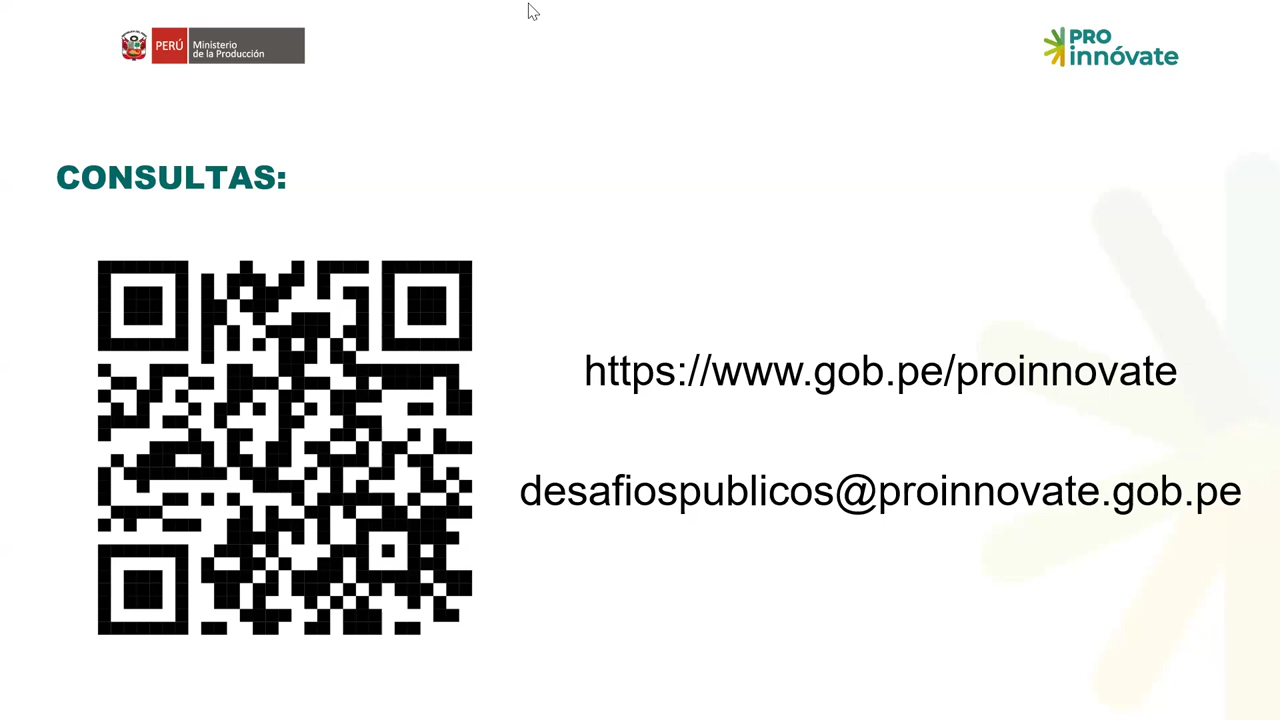 PERÚ
Ministerio
de la Producción
PRO
innóvate
CONSULTAS:
https://www.gob.pe/proinnovate
desafiospublicos@proinnovate.gob.pe